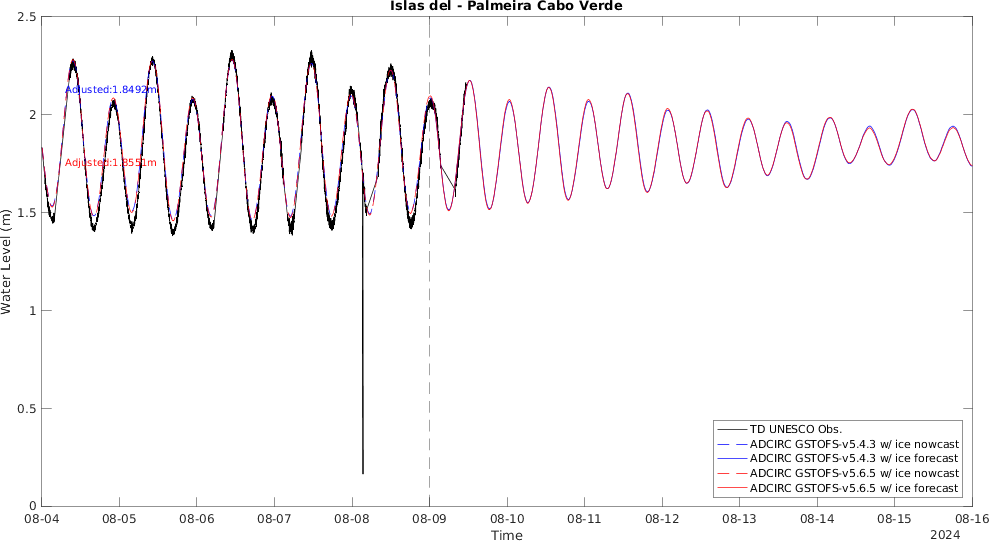 Islas del - Palmeira Cabo Verde
2.5
2
1.5
1
0.5
0
Water Level (m)
Adjusted:1.8492m
Adjusted:1.8551m
TD UNESCO Obs.
ADCIRC GSTOFS-v5.4.3 w/ ice nowcast
ADCIRC GSTOFS-v5.4.3 w/ ice forecast
ADCIRC GSTOFS-v5.6.5 w/ ice nowcast
ADCIRC GSTOFS-v5.6.5 w/ ice forecast
08-04 08-05 08-06 08-07 08-08 08-09 08-10 08-11 08-12 08-13 08-14 08-15 08-16
Time
2024